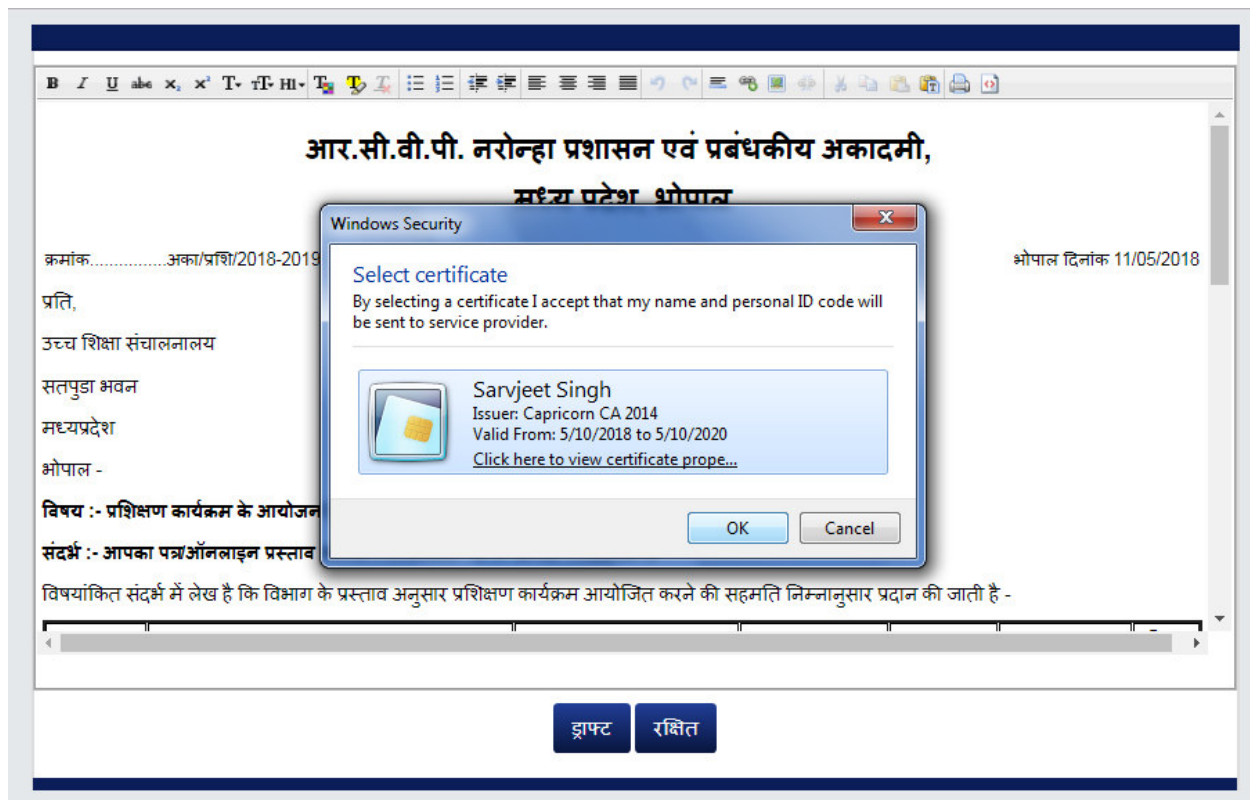 आर.सी.वी.पी. नरोन्हा प्रशासन एवं प्रबंधकीय अकादमी,
मध्य प्रदेश, भोपाल
क्रमांक................अका/प्रशि/2018-2019
भोपाल दिनांक 11/05/2018
प्रति,
उच्च शिक्षा संचालनालय
सतपुडा भवन
मध्यप्रदेश
भोपाल -
विषय :- प्रशिक्षण कार्यक्रम के आयोजन
संदर्भ :- आपका पत्र/ऑनलाइन प्रस्ताव
विषयांकित संदर्भ में लेख है कि विभाग के प्रस्ताव अनुसार प्रशिक्षण कार्यक्रम आयोजित करने की सहमति निम्नानुसार प्रदान की जाती है -
Windows Security
Select certificate
By selecting a certificate I accept that my name and personal ID code will
be sent to service provider.
Sarvjeet Singh
Issuer: Capricorn CA 2014
Valid From: 5/10/2018 to 5/10/2020
Click here to view certificate prope...
OK
Cancel
ड्राफ्ट
रक्षित